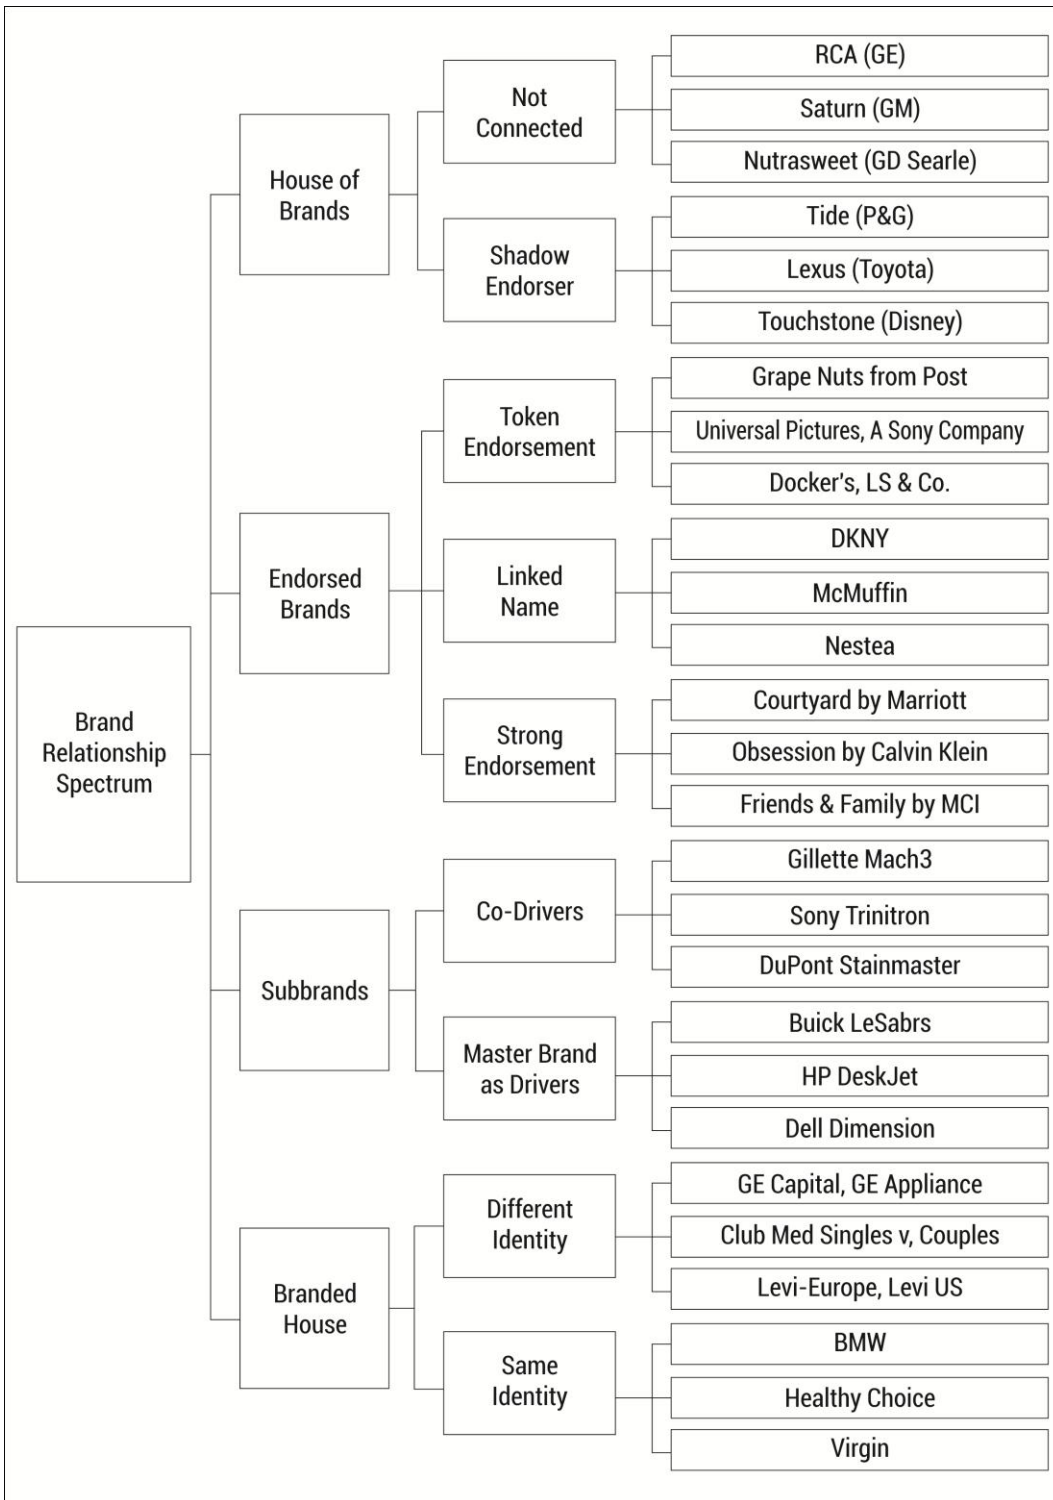 Brand
Relationship
Spectrum
House of
Brands
Not
Connected
RCA (GE)
Saturn (GM)
Nutrasweet (GD Searle)
Shadow
Endorser
Tide (P&G)
Lexus (Toyota)
Touchstone (Disney)
Endorsed
Brands
Token
Endorsement
Grape Nuts from Post
Universal Pictures, A Sony Company
Docker's, LS & Co.
Linked
Name
DKNY
McMuffin
Nestea
Strong
Endorsement
Courtyard by Marriott
Obsession by Calvin Klein
Friends & Family by MCI
Subbrands
Co-Drivers
Gillette Mach3
Sony Trinitron
DuPont Stainmaster
Master Brand
as Drivers
Buick LeSabrs
HP DeskJet
Dell Dimension
Branded
House
Different
Identity
GE Capital, GE Appliance
Club Med Singles v, Couples
Levi-Europe, Levi US
Same
Identity
BMW
Healthy Choice
Virgin